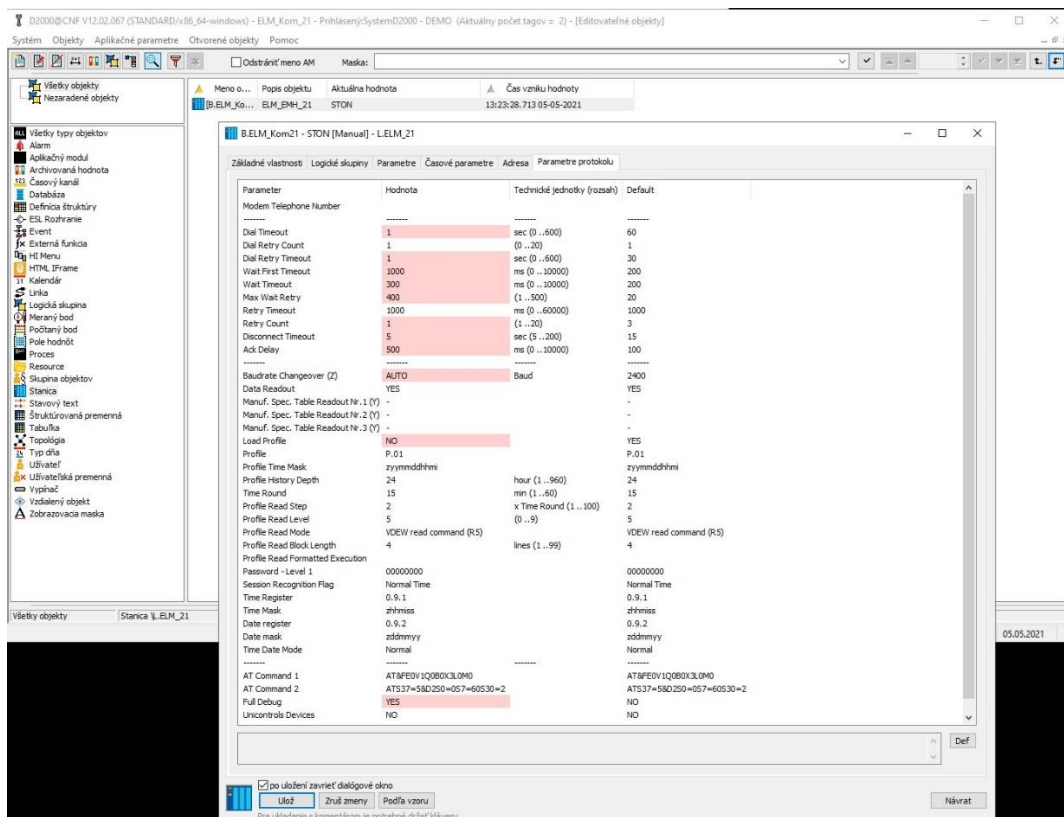 D2000@CNF V12.02.067 (STANDARD/x86_64-windows) - ELM_Kom_21 - Prihlásený:SystemD2000 - DEMO (Aktuálny počet tagov = 2) - [Editovateľné objekty]
Systém Objekty Aplikačné parametre Otvorené objekty Pomoc
Odstrániť meno AM Maska:
Všetky objekty
Nezaradené objekty
Meno o... Popis objektu Aktuálna hodnota Čas vzniku hodnoty
[B.ELM_Ko... ELM_EMH_21 STON 13:23:28.713 05-05-2021
ALL Všetky typy objektov
Alarm
Aplikačný modul
Archivovaná hodnota
Časový kanál
Databáza
Definícia štruktúry
ESL Rozhranie
Event
Externá funkcia
HI Menu
HTML IFrame
Kalendár
Linka
Logická skupina
Meraný bod
Počítaný bod
Pole hodnôt
Proces
Resource
Skupina objektov
Stanica
Stavový text
Štruktúrovaná premenná
Tabuľka
Topológia
Typ dňa
Užívateľ
Užívateľská premenná
Vypínač
Vzdialený objekt
Zobrazovacia maska
Všetky objekty Stanica \L.ELM_21
05.05.2021
B.ELM_Kom21 - STON [Manual] - L.ELM_21
Základné vlastnosti Logické skupiny Parametre Časové parametre Adresa Parametre protokolu
Parameter Hodnota Technické jednotky (rozsah) Default
Modem Telephone Number
------- ------- ------- -------
Dial Timeout 1 sec (0 ..600) 60
Dial Retry Count 1 (0 ..20) 1
Dial Retry Timeout 1 sec (0 ..600) 30
Wait First Timeout 1000 ms (0 ..10000) 200
Wait Timeout 300 ms (0 ..10000) 200
Max Wait Retry 400 (1 ..500) 20
Retry Timeout 1000 ms (0 ..60000) 1000
Retry Count 1 (1 ..20) 3
Disconnect Timeout 5 sec (5 ..200) 15
Ack Delay 500 ms (0 ..10000) 100
------- ------- ------- -------
Baudrate Changeover (Z) AUTO Baud 2400
Data Readout YES YES
Manuf. Spec. Table Readout Nr.1 (Y) - -
Manuf. Spec. Table Readout Nr.2 (Y) - -
Manuf. Spec. Table Readout Nr.3 (Y) - -
Load Profile NO YES
Profile P.01 P.01
Profile Time Mask zyymmddhhmi zyymmddhhmi
Profile History Depth 24 hour (1 ..960) 24
Time Round 15 min (1 ..60) 15
Profile Read Step 2 x Time Round (1 ..100) 2
Profile Read Level 5 (0 ..9) 5
Profile Read Mode VDEW read command (R5) VDEW read command (R5)
Profile Read Block Length 4 lines (1 ..99) 4
Profile Read Formatted Execution
Password - Level 1 00000000 00000000
Session Recognition Flag Normal Time Normal Time
Time Register 0.9.1 0.9.1
Time Mask zhhmiss zhhmiss
Date register 0.9.2 0.9.2
Date mask zddmmyy zddmmyy
Time Date Mode Normal Normal
------- ------- ------- -------
AT Command 1 AT&FE0V1Q0B0X3L0M0 AT&FE0V1Q0B0X3L0M0
AT Command 2 ATS37=5&D2S0=0S7=60S30=2 ATS37=5&D2S0=0S7=60S30=2
Full Debug YES NO
Unicontrols Devices NO NO
Def
po uložení zavrieť dialógové okno
Ulož Zruš zmeny Podľa vzoru Návrat